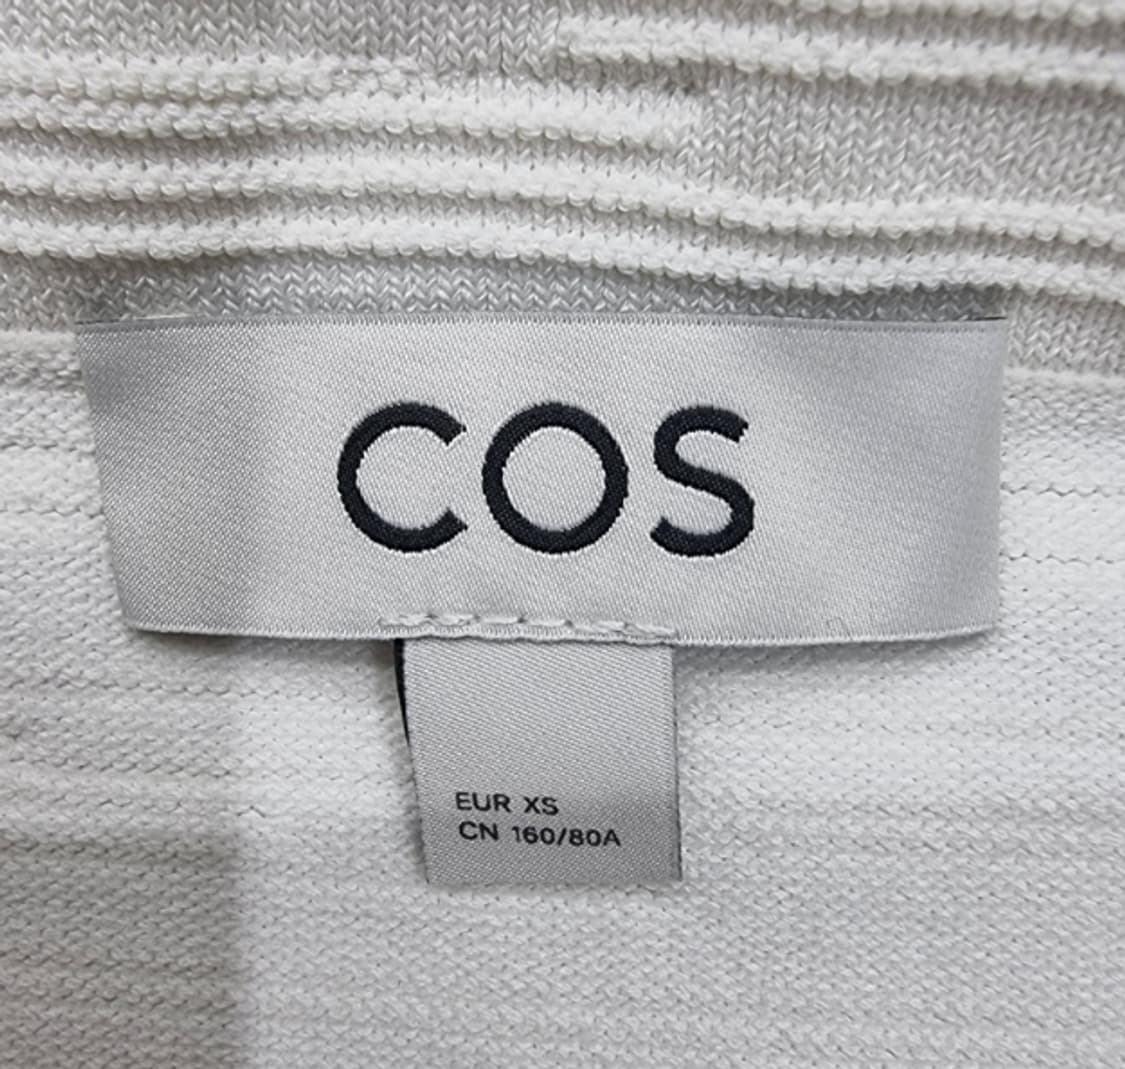 COS
EUR XS
CN 160/80A